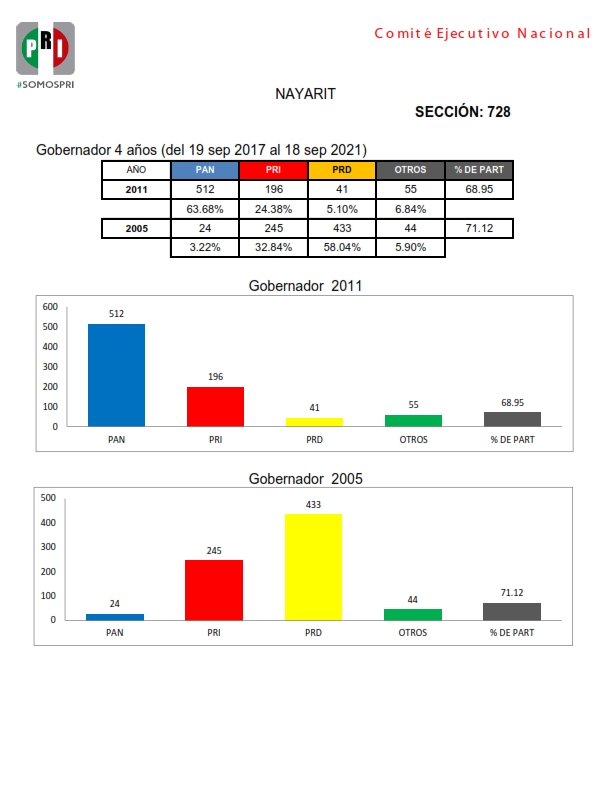 Comité Ejecutivo Nacional
PRI
#SOMOSPRI
NAYARIT
SECCIÓN: 728
Gobernador 4 años (del 19 sep 2017 al 18 sep 2021)
AÑO PAN PRI PRD OTROS % DE PART
2011 512 196 41 55 68.95
63.68% 24.38% 5.10% 6.84%
2005 24 245 433 44 71.12
3.22% 32.84% 58.04% 5.90%
Gobernador 2011
600
500
400
300
200
100
0
512
196
41
55
68.95
PAN PRI PRD OTROS % DE PART
Gobernador 2005
500
400
300
200
100
0
24
245
433
44
71.12
PAN PRI PRD OTROS % DE PART